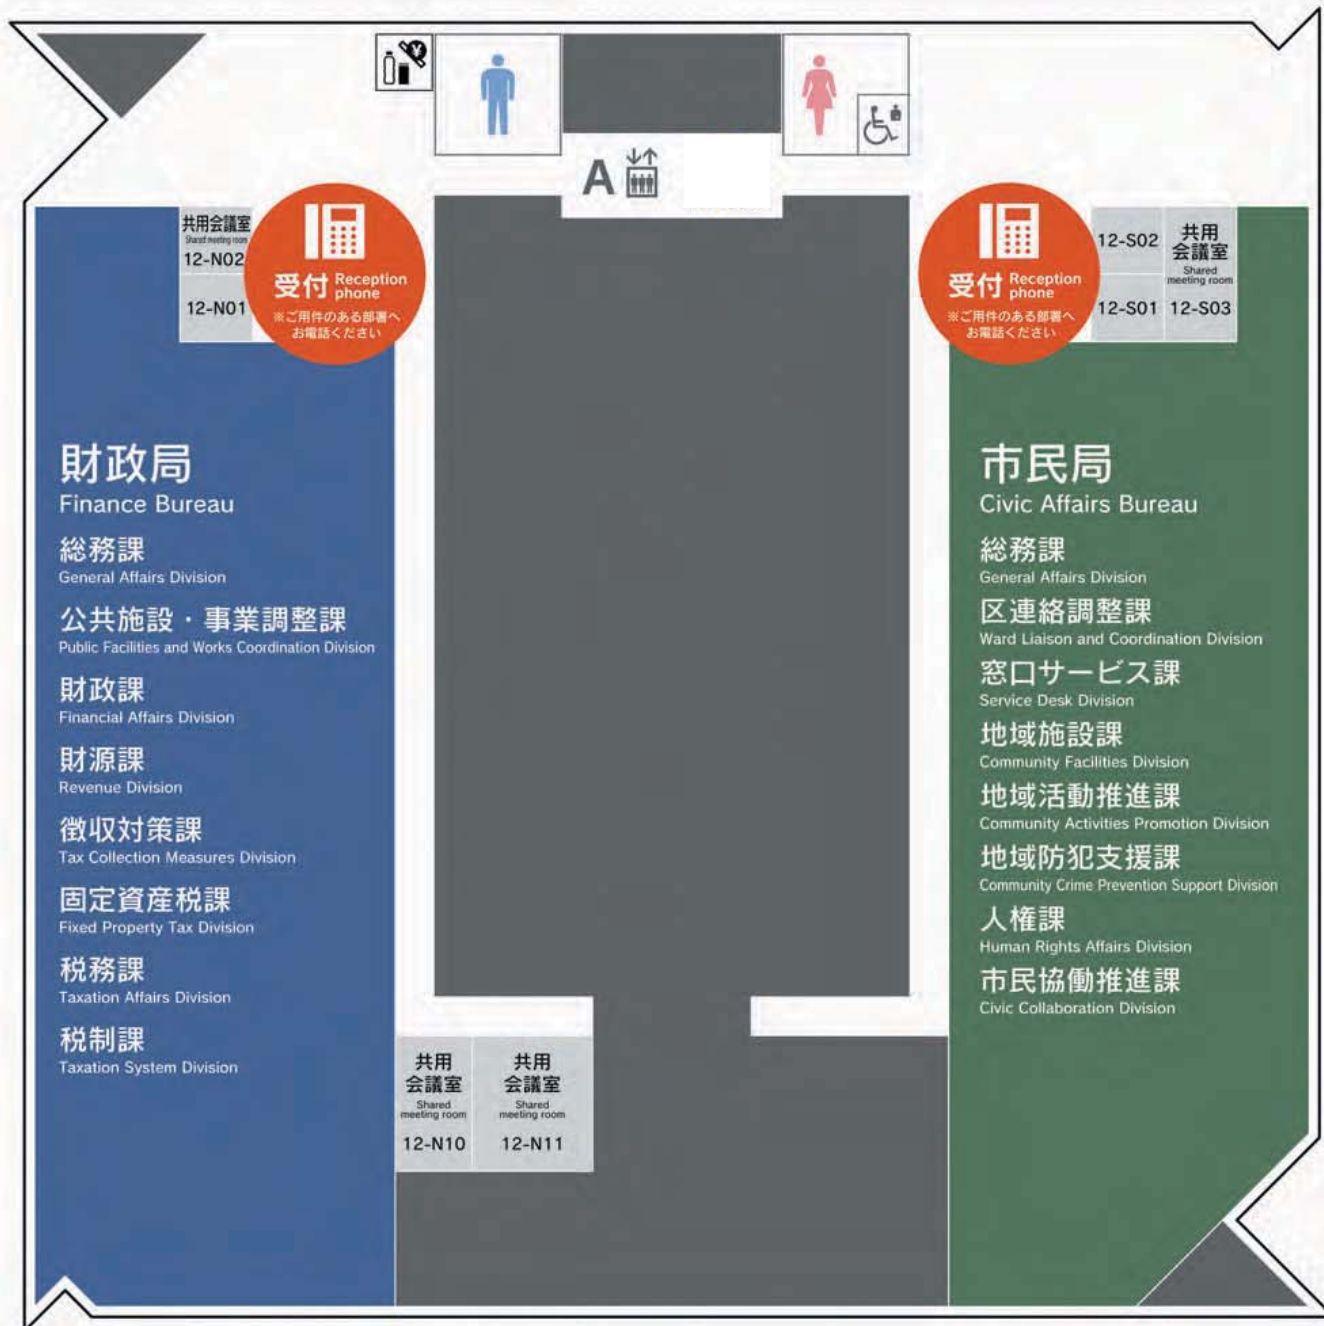 ¥
A
共用会議室
Shared meeting room
12-N02
12-N01
受付 Reception
phone
※ご用件のある部署へ
お電話ください
受付 Reception
phone
※ご用件のある部署へ
お電話ください
12-S02
12-S01
共用
会議室
Shared
meeting room
12-S03
財政局
Finance Bureau
総務課
General Affairs Division
公共施設・事業調整課
Public Facilities and Works Coordination Division
財政課
Financial Affairs Division
財源課
Revenue Division
徴収対策課
Tax Collection Measures Division
固定資産税課
Fixed Property Tax Division
税務課
Taxation Affairs Division
税制課
Taxation System Division
共用
会議室
Shared
meeting room
12-N10
共用
会議室
Shared
meeting room
12-N11
市民局
Civic Affairs Bureau
総務課
General Affairs Division
区連絡調整課
Ward Liaison and Coordination Division
窓口サービス課
Service Desk Division
地域施設課
Community Facilities Division
地域活動推進課
Community Activities Promotion Division
地域防犯支援課
Community Crime Prevention Support Division
人権課
Human Rights Affairs Division
市民協働推進課
Civic Collaboration Division